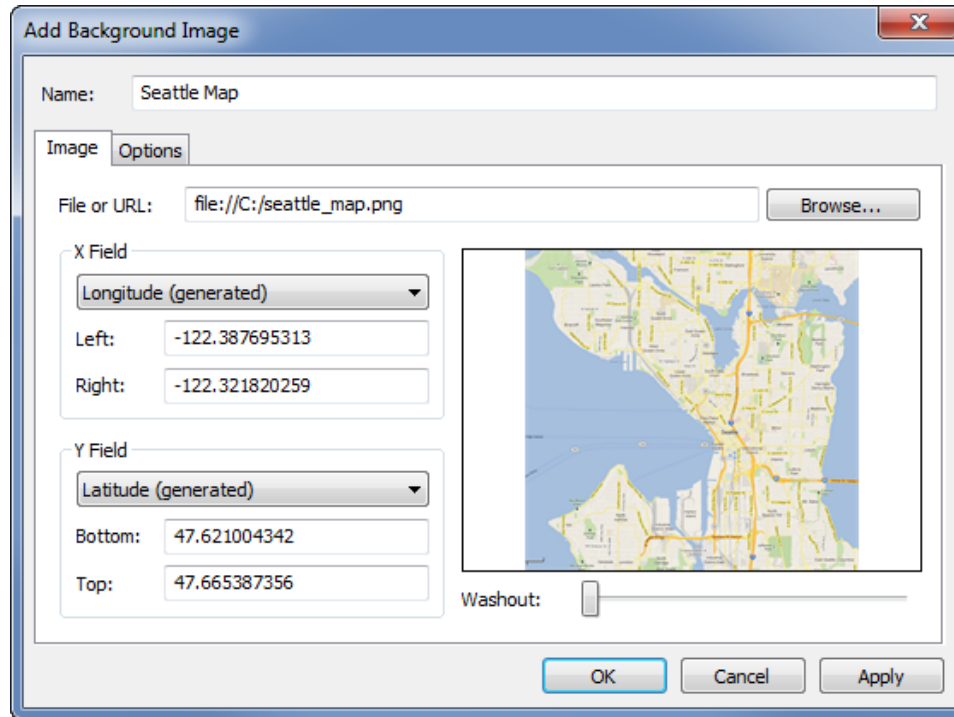 Add Background Image
Name: Seattle Map
Image Options
File or URL: file://C:/seattle_map.png Browse...
X Field
Longitude (generated)
Left: -122.387695313
Right: -122.321820259
Y Field
Latitude (generated)
Bottom: 47.621004342
Top: 47.665387356
Seattle
Washout:
OK Cancel Apply